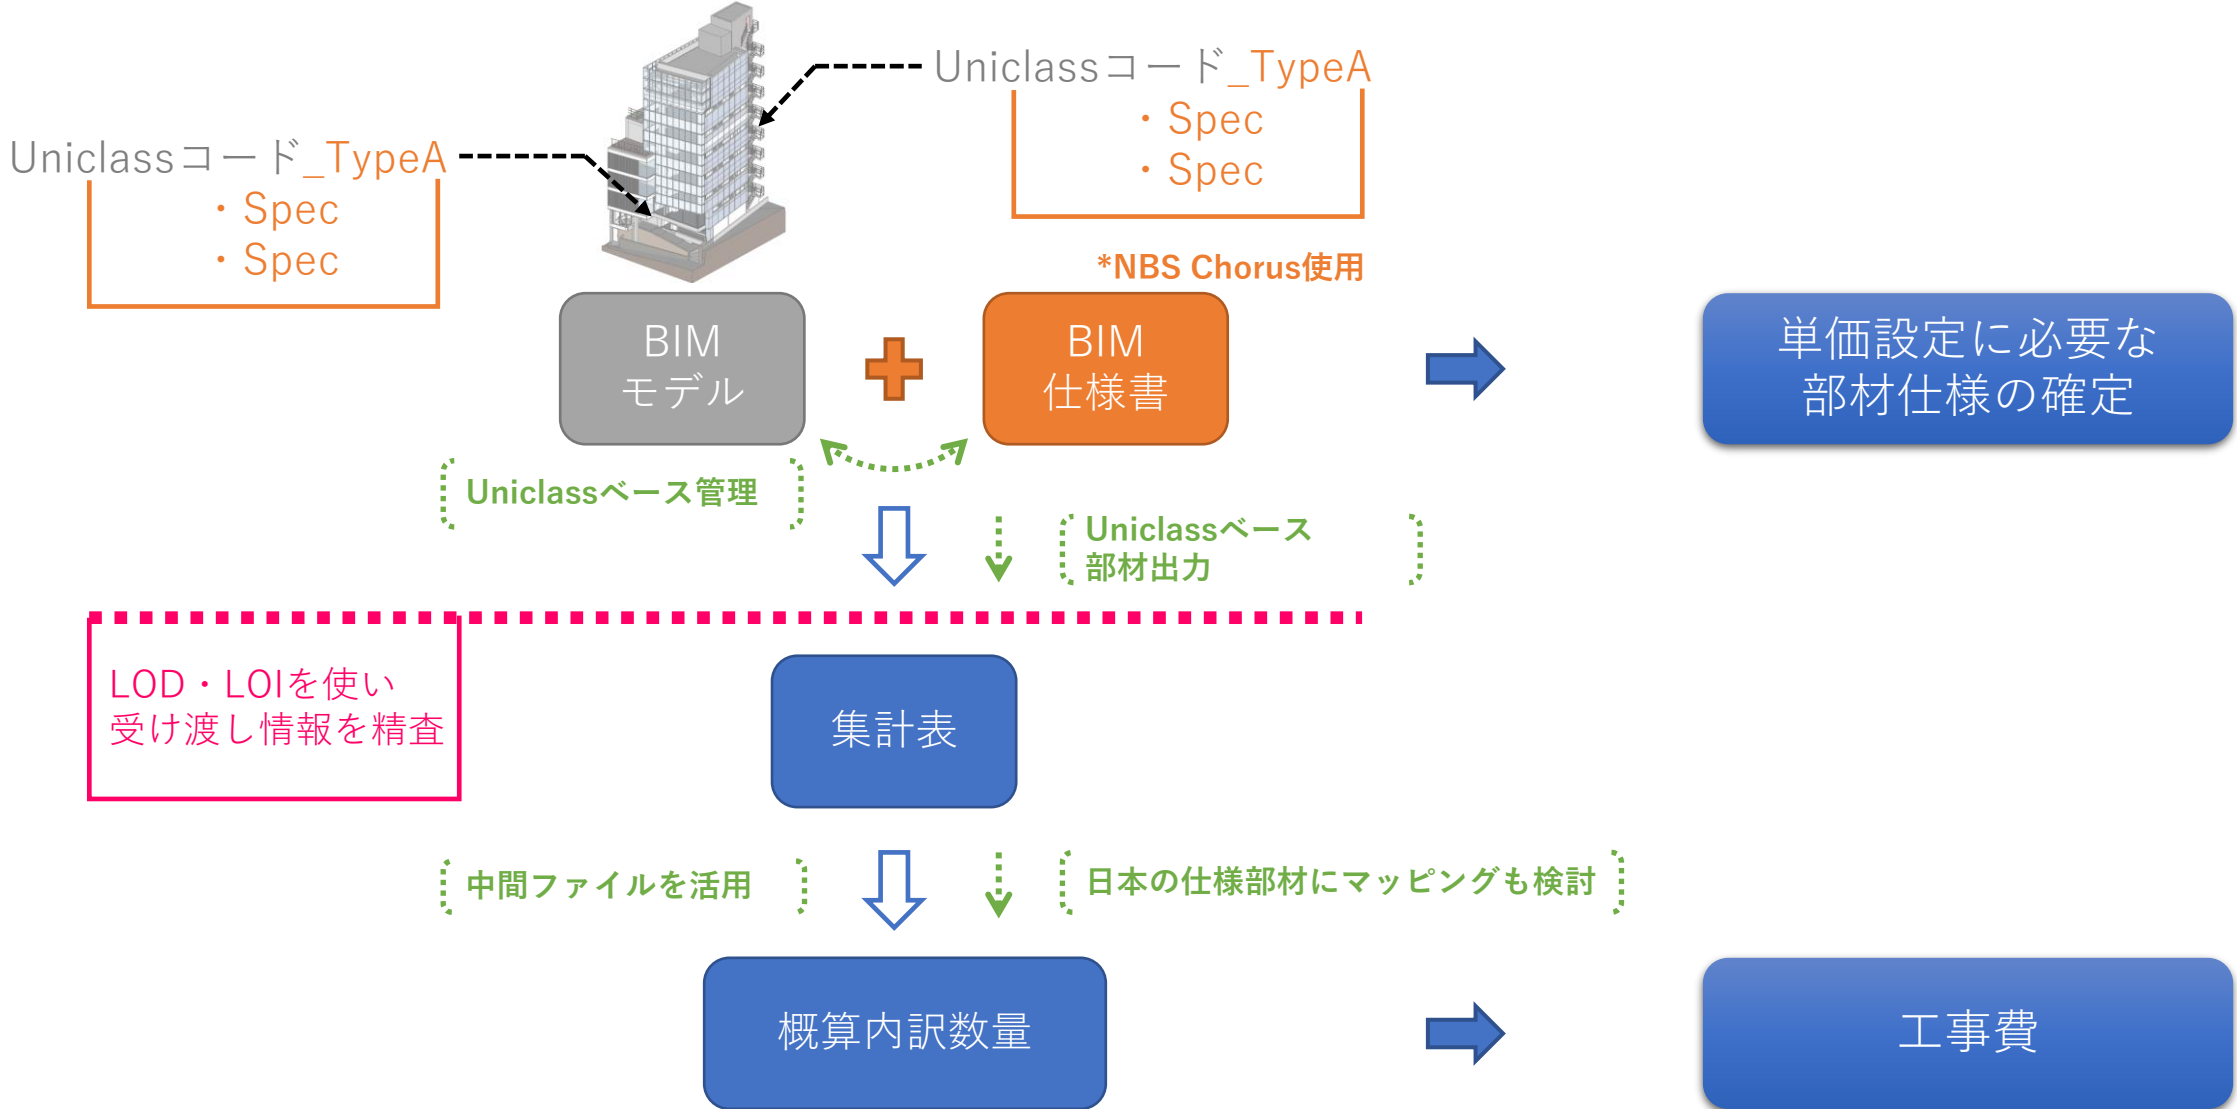 Uniclassコード_TypeA
・Spec
・Spec
Uniclassコード_TypeA
・Spec
・Spec
*NBS Chorus使用
BIM
モデル
BIM
仕様書
単価設定に必要な
部材仕様の確定
Uniclassベース管理
Uniclassベース
部材出力
LOD・LOIを使い
受け渡し情報を精査
集計表
中間ファイルを活用
日本の仕様部材にマッピングも検討
概算内訳数量
工事費